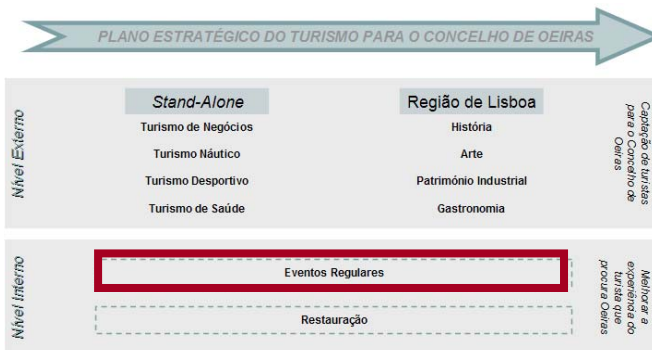 PLANO ESTRATÉGICO DO TURISMO PARA O CONCELHO DE OEIRAS
Nível Externo
Stand-Alone
Turismo de Negócios
Turismo Náutico
Turismo Desportivo
Turismo de Saúde
Região de Lisboa
História
Arte
Património Industrial
Gastronomia
Captação de turistas
para o Concelho de
Oeiras
Nível Interno
Eventos Regulares
Restauração
Melhorar a
experiência do
turista que
procura Oeiras